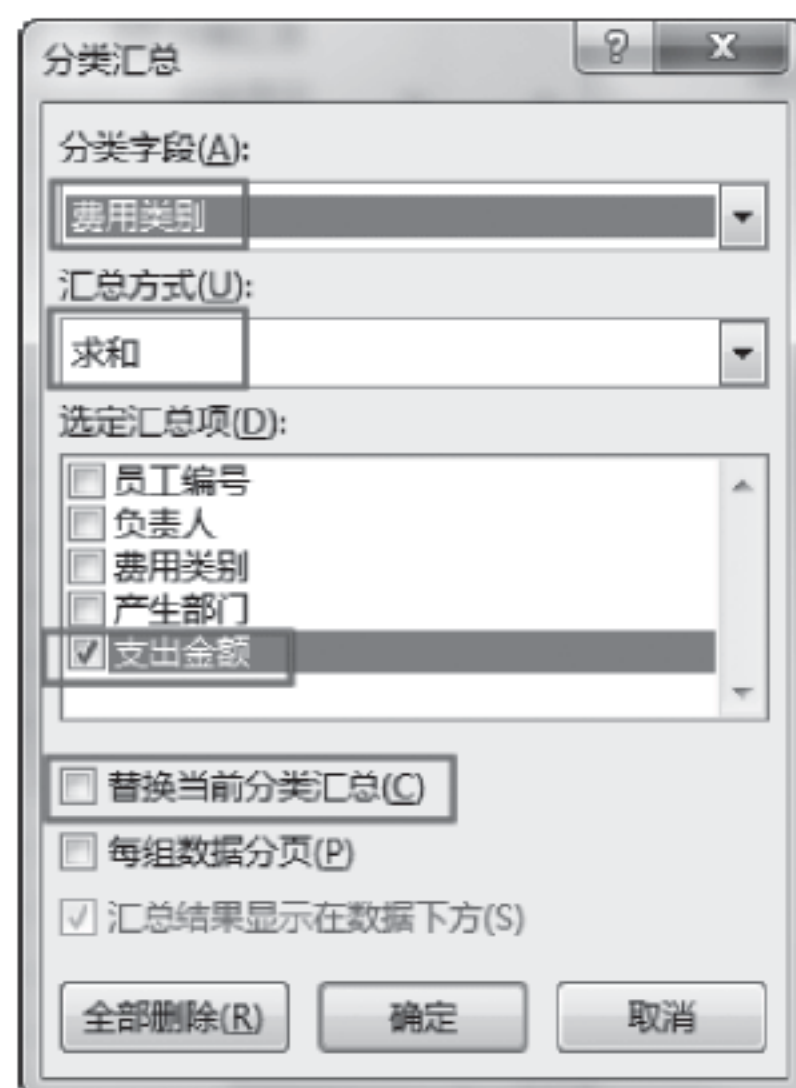 分类汇总
分类字段(A):
费用类别
汇总方式(U):
求和
选定汇总项(D):
员工编号
负责人
费用类别
产生部门
支出金额
替换当前分类汇总(C)
每组数据分页(P)
汇总结果显示在数据下方(S)
全部删除(R) 确定 取消